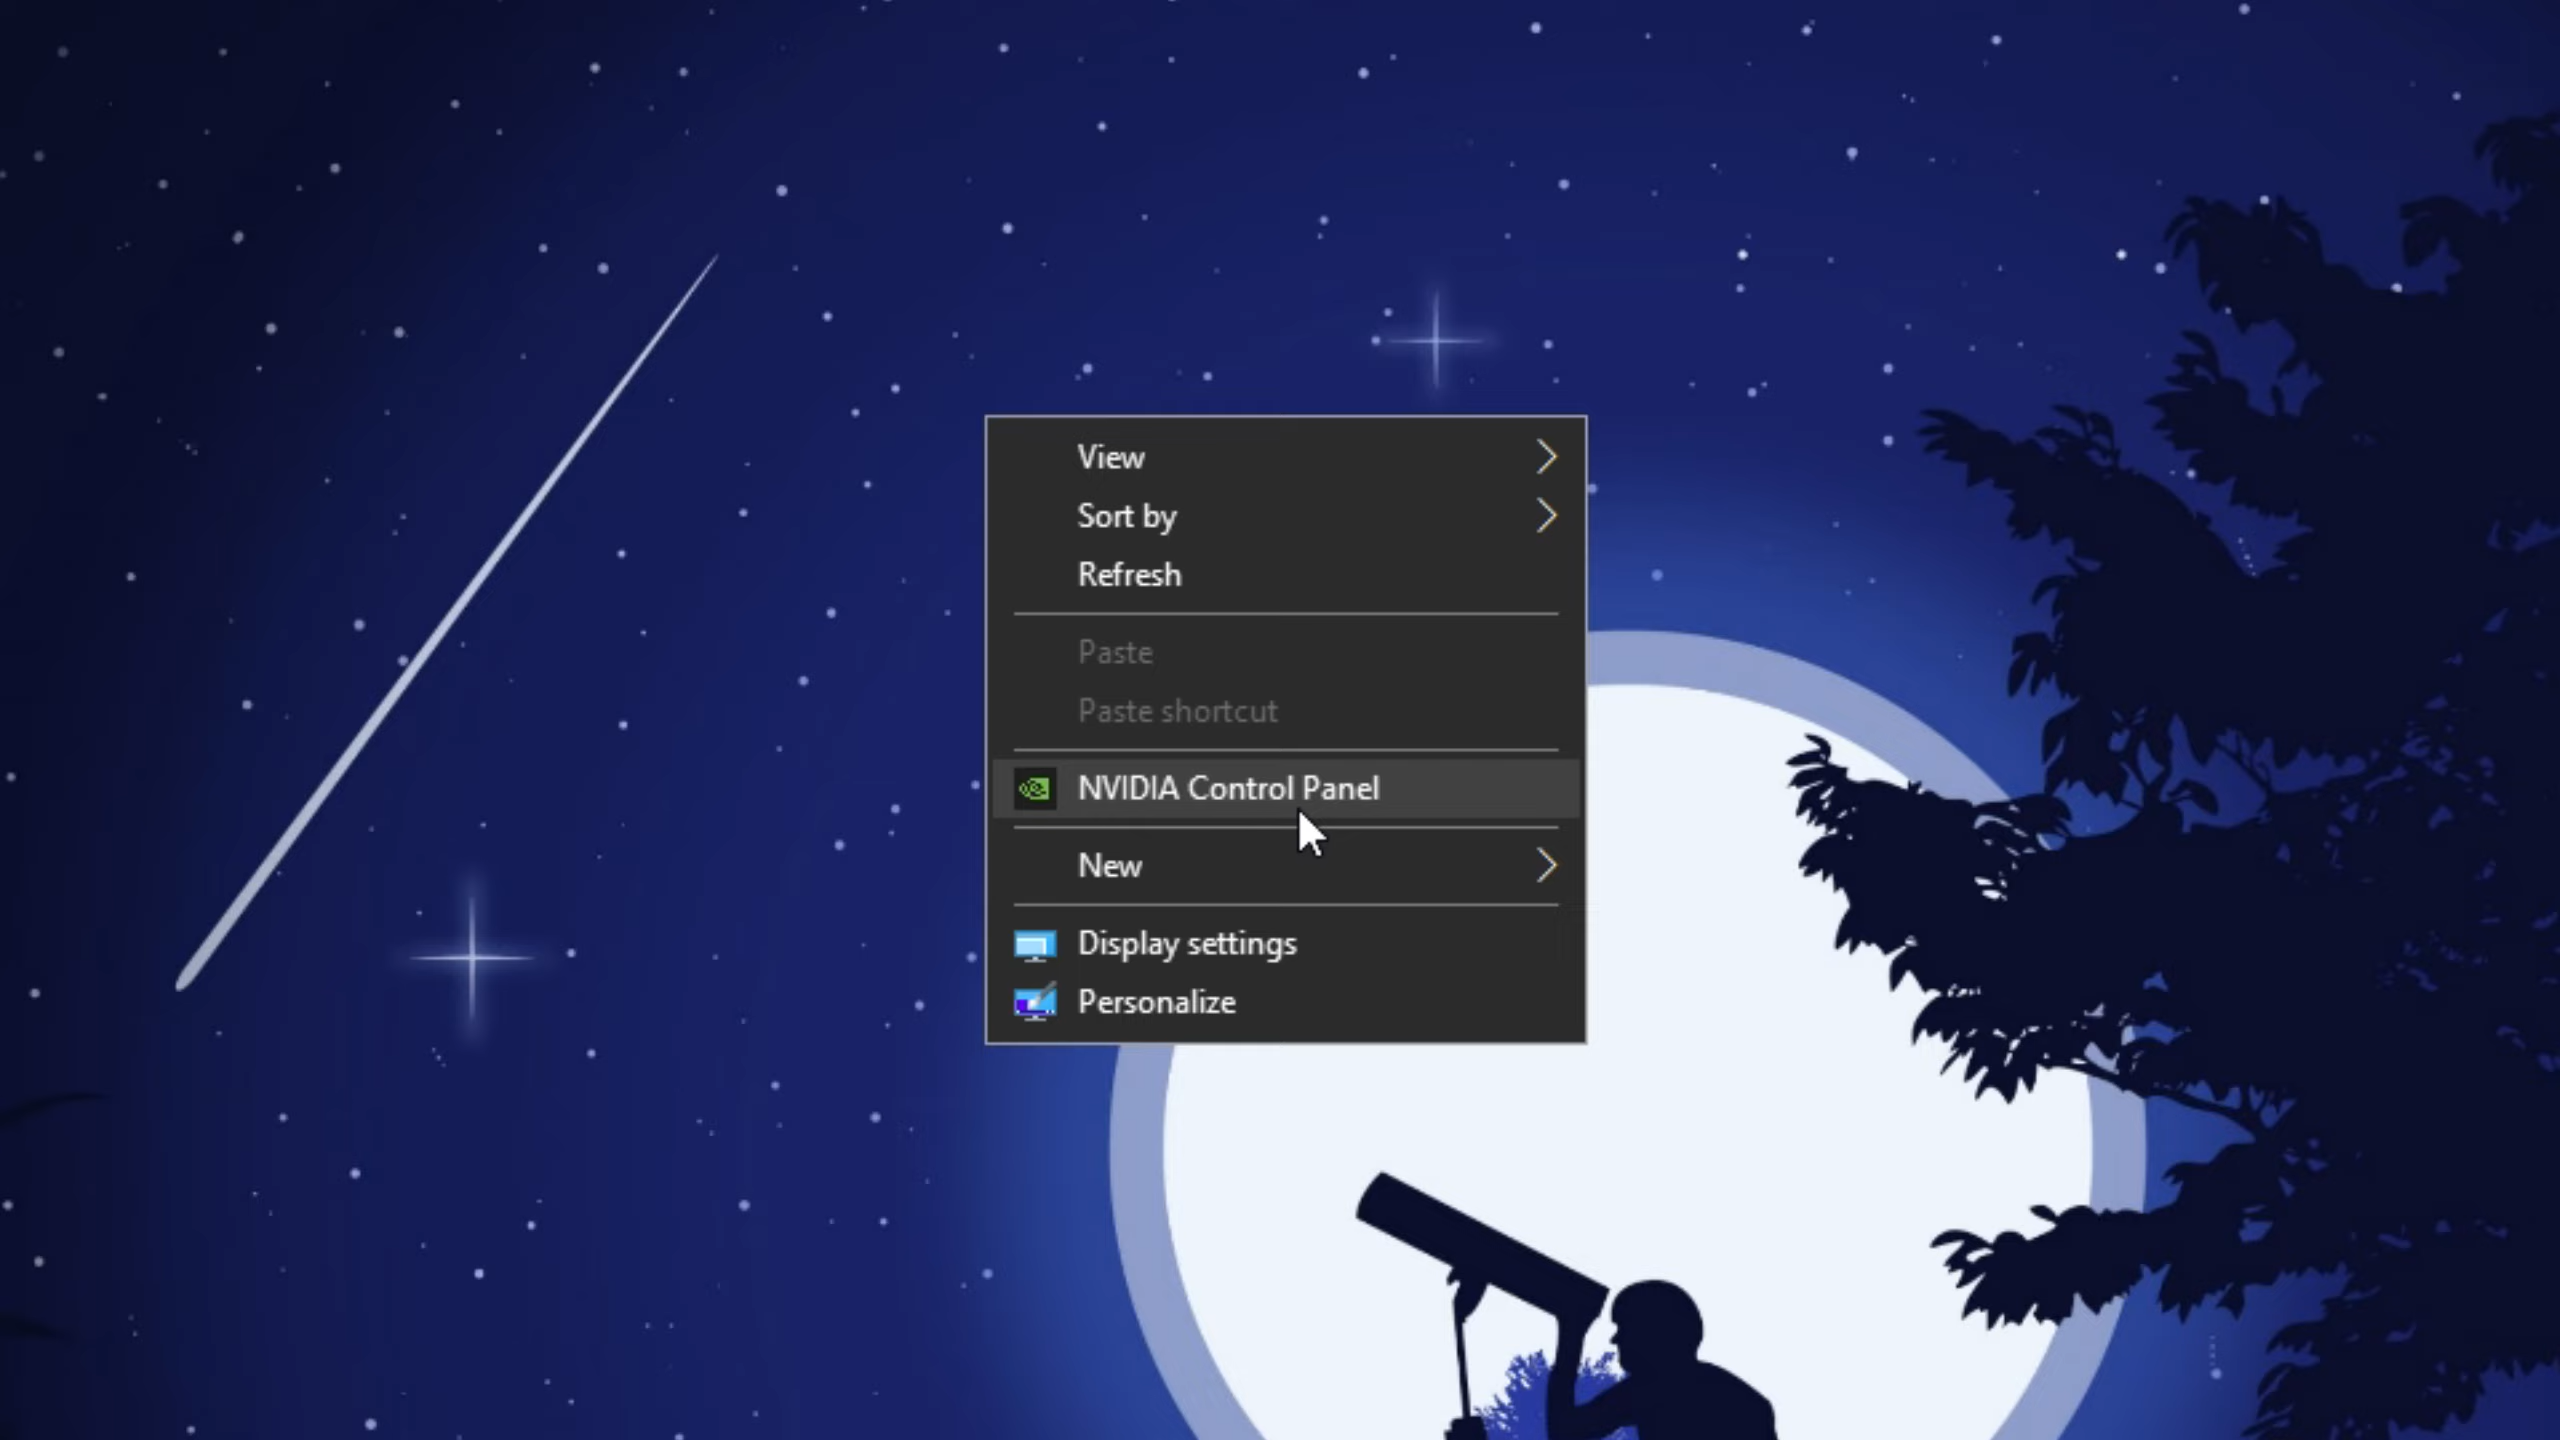 View
Sort by
Refresh
Paste
Paste shortcut
NVIDIA Control Panel
New
Display settings
Personalize